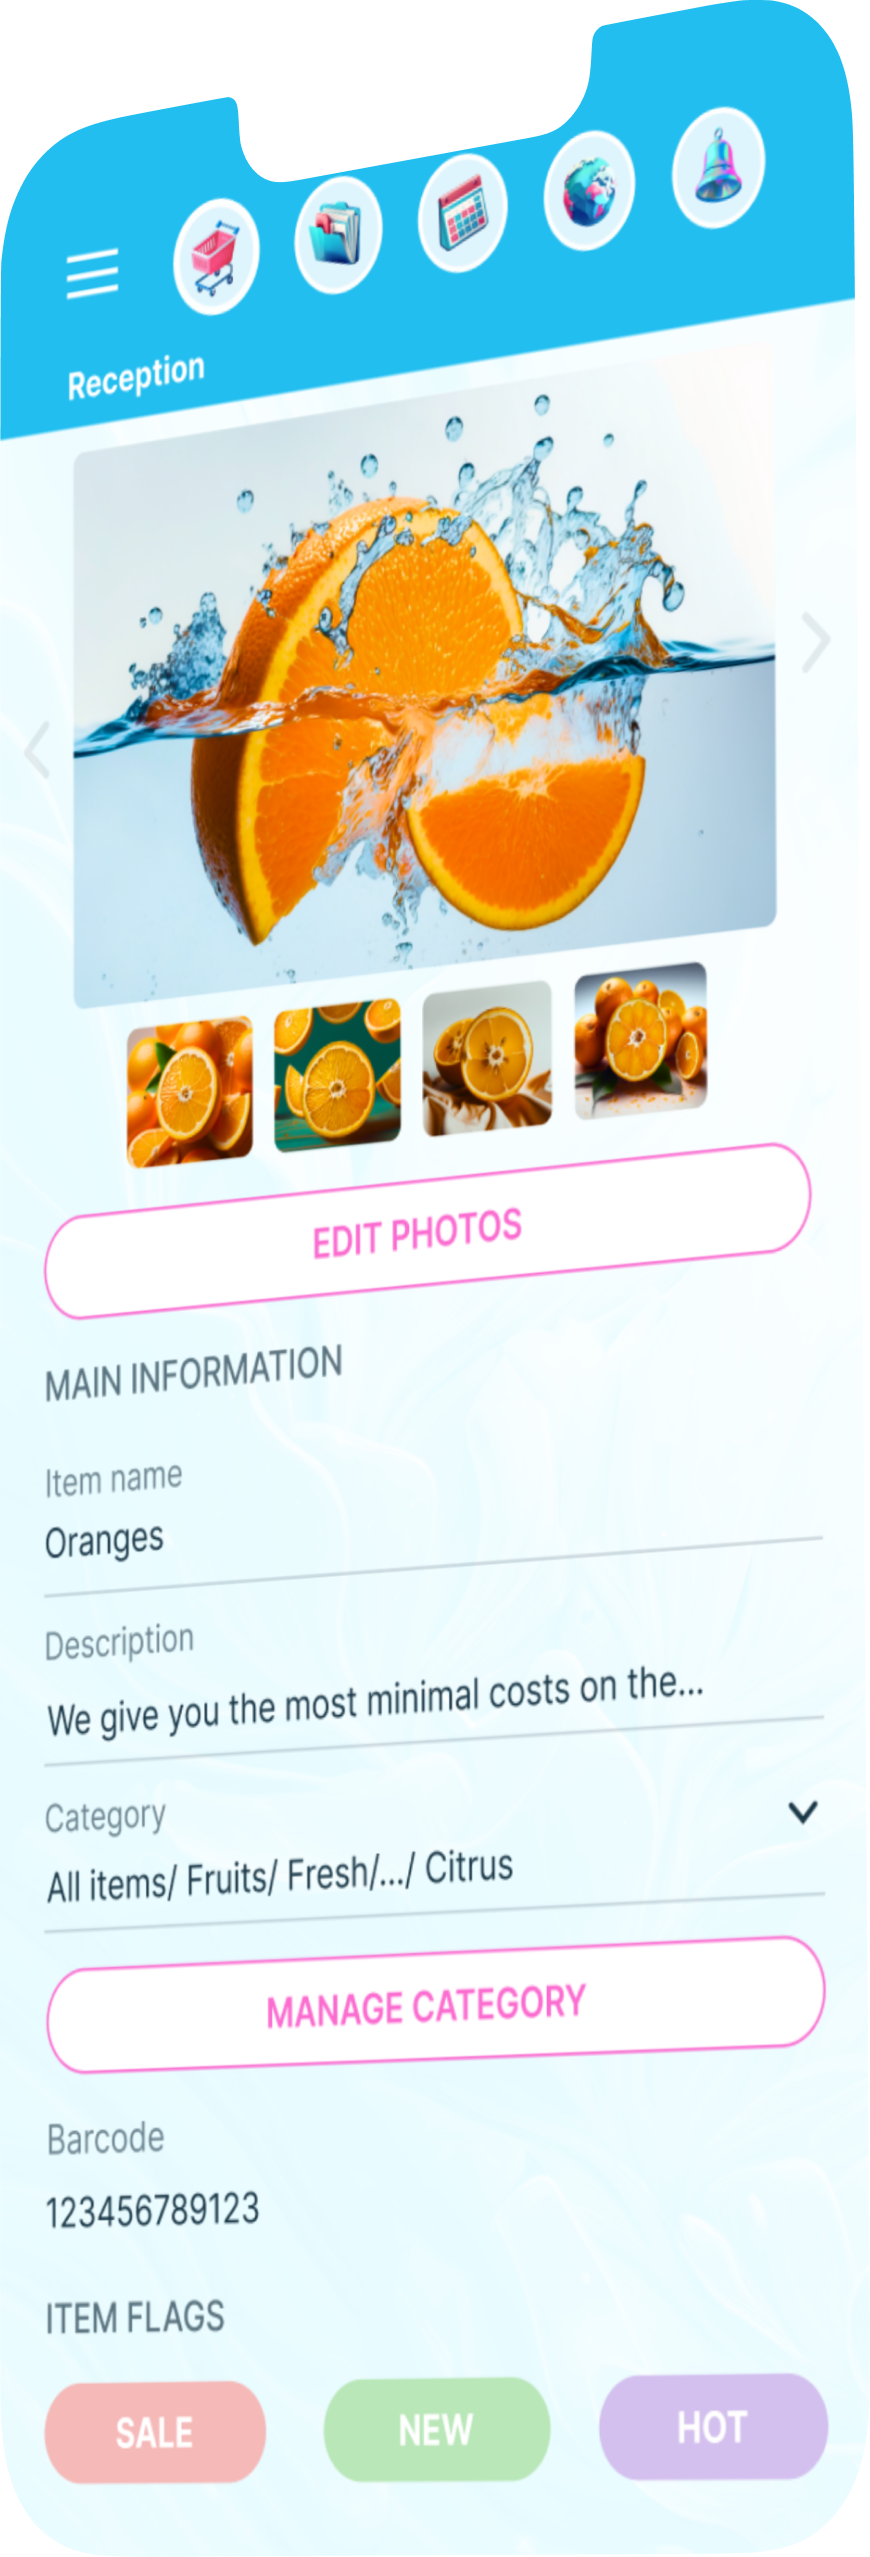 Reception
EDIT PHOTOS
MAIN INFORMATION
Item name
Oranges
Description
We give you the most minimal costs on the...
Category
All items/ Fruits/ Fresh/.../ Citrus
MANAGE CATEGORY
Barcode
123456789123
ITEM FLAGS
SALE NEW HOT